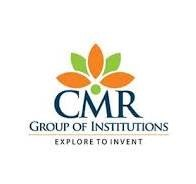 CMR
GROUP OF INSTITUTIONS
EXPLORE TO INVENT